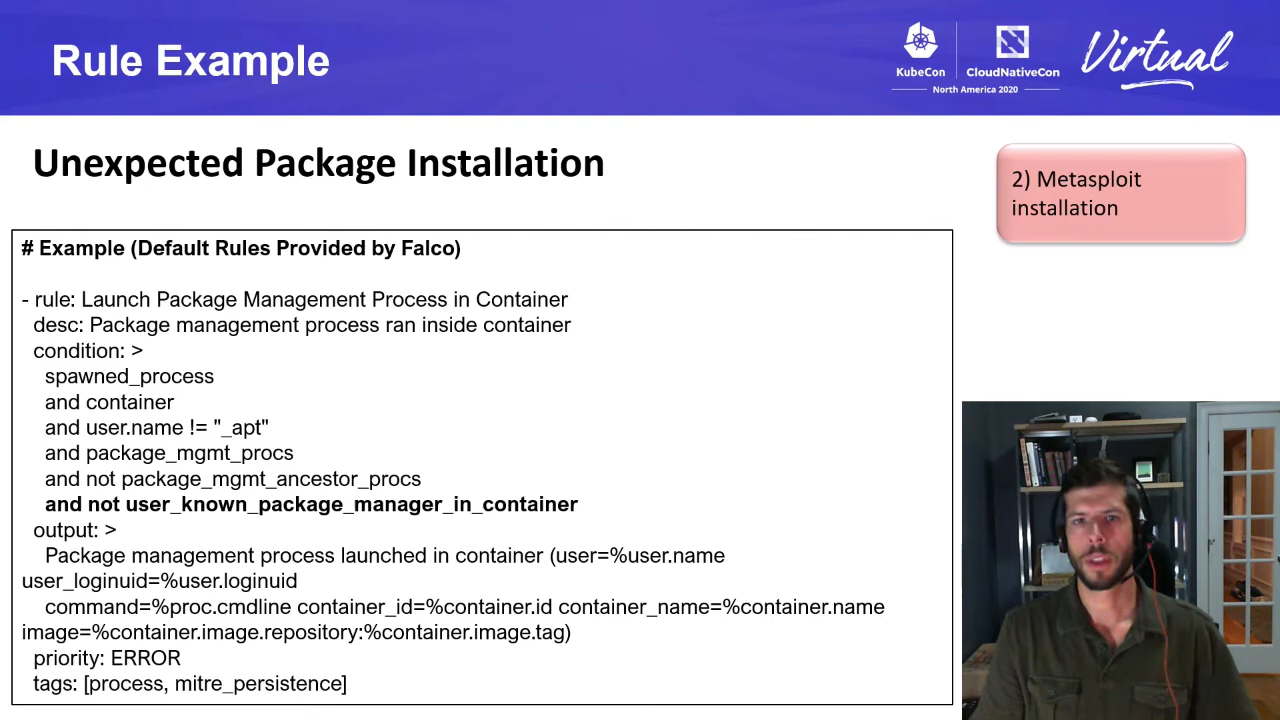 Rule Example
KubeCon
CloudNativeCon
North America 2020
Virtual
Unexpected Package Installation
2) Metasploit
installation
# Example (Default Rules Provided by Falco)
- rule: Launch Package Management Process in Container
desc: Package management process ran inside container
condition: >
spawned_process
and container
and user.name != "_apt"
and package_mgmt_procs
and not package_mgmt_ancestor_procs
and not user_known_package_manager_in_container
output: >
Package management process launched in container (user=%user.name
user_loginuid=%user.loginuid
command=%proc.cmdline container_id=%container.id container_name=%container.name
image=%container.image.repository:%container.image.tag)
priority: ERROR
tags: [process, mitre_persistence]